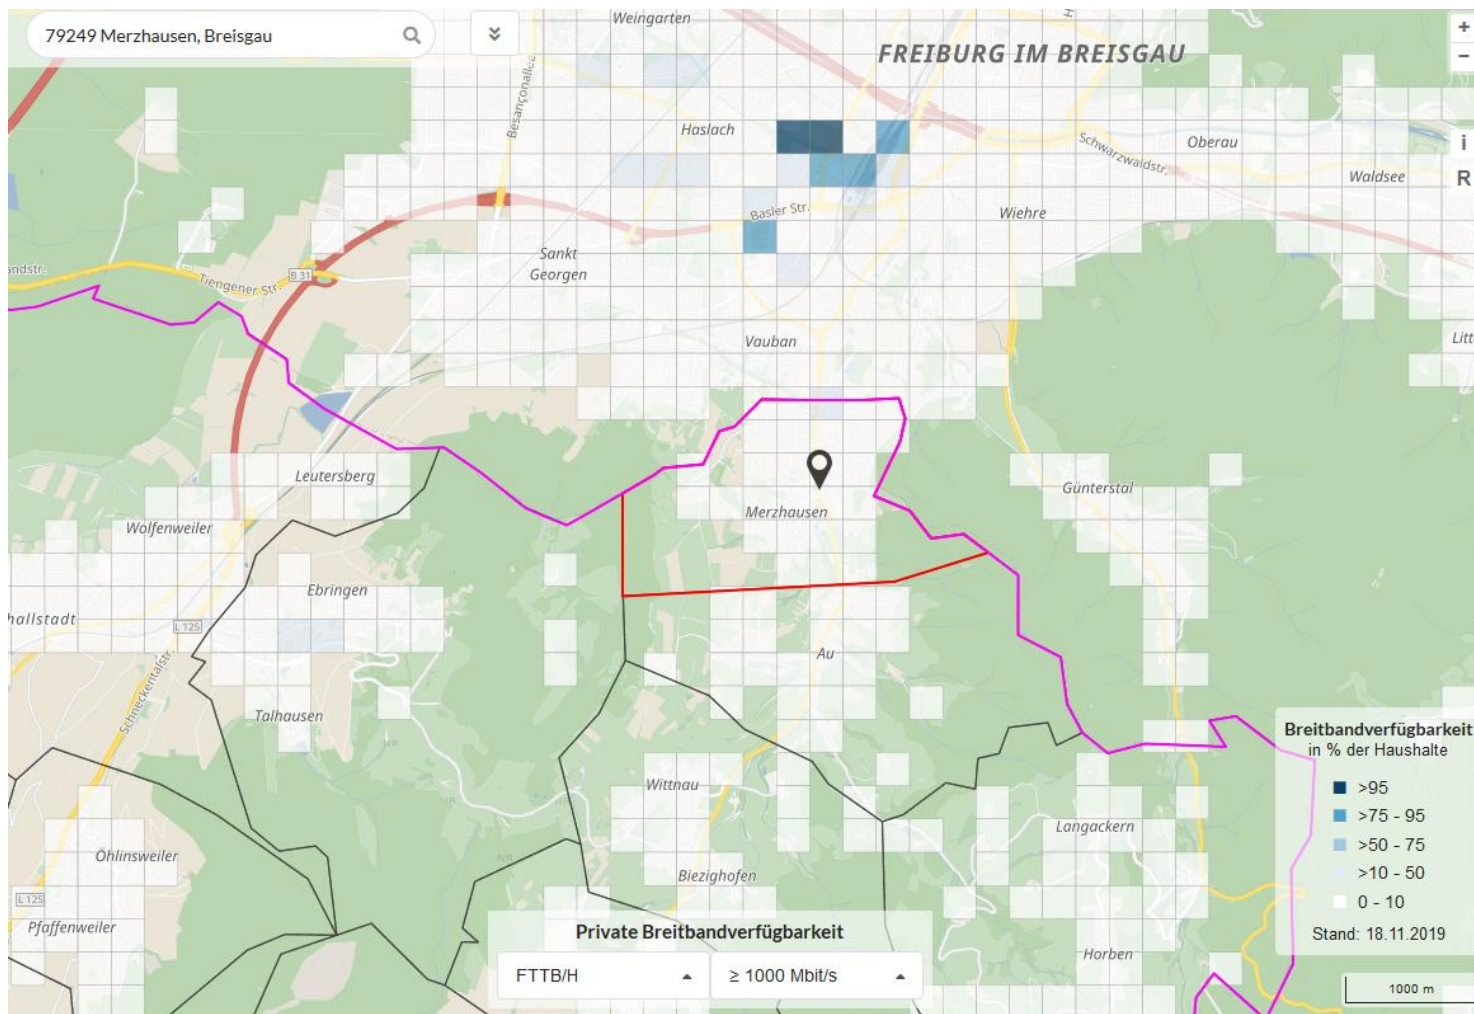 79249 Merzhausen, Breisgau
Weingarten
FREIBURG IM BREISGAU
+
−
Besançonallee
Haslach
Schwarzwaldstr.
Oberau
i
Waldsee
R
Basler Str.
Wiehre
Sankt
Georgen
andstr.
Tiengener Str.
B 31
Vauban
Litt
Leutersberg
Günterstal
Merzhausen
Wolfenweiler
Ebringen
hallstadt
L 125
Au
Schneckentalstr.
Talhausen
Breitbandverfügbarkeit
in % der Haushalte
>95
>75 - 95
>50 - 75
>10 - 50
0 - 10
Stand: 18.11.2019
Wittnau
Langackern
Öhlinsweiler
Biezighofen
L 125
Pfaffenweiler
Private Breitbandverfügbarkeit
FTTB/H
≥ 1000 Mbit/s
Horben
1000 m